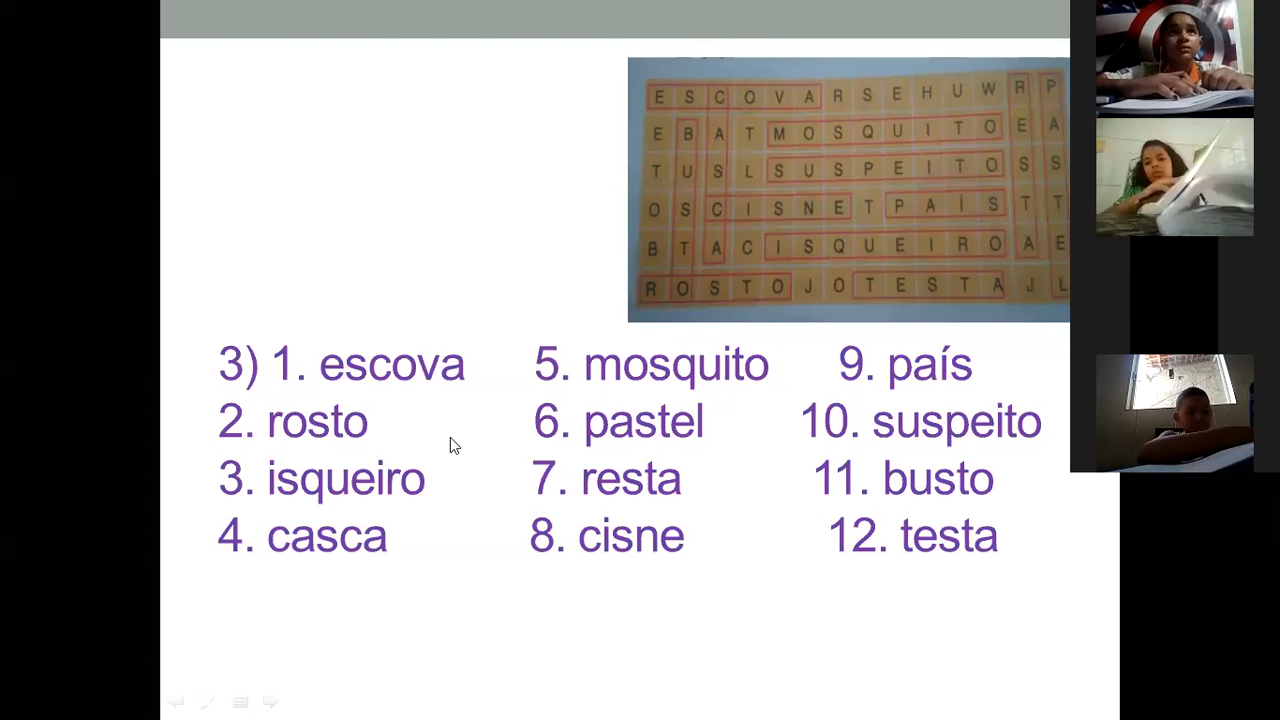 E S C O V A R S E H U W R P
E B A T M O S Q U I T O E A
T U S L S U S P E I T O S S
O S C I S N E T P A Í S T T
B T A C I S Q U E I R O A E
R O S T O J O T E S T A J L
3) 1. escova 5. mosquito 9. país
2. rosto 6. pastel 10. suspeito
3. isqueiro 7. resta 11. busto
4. casca 8. cisne 12. testa